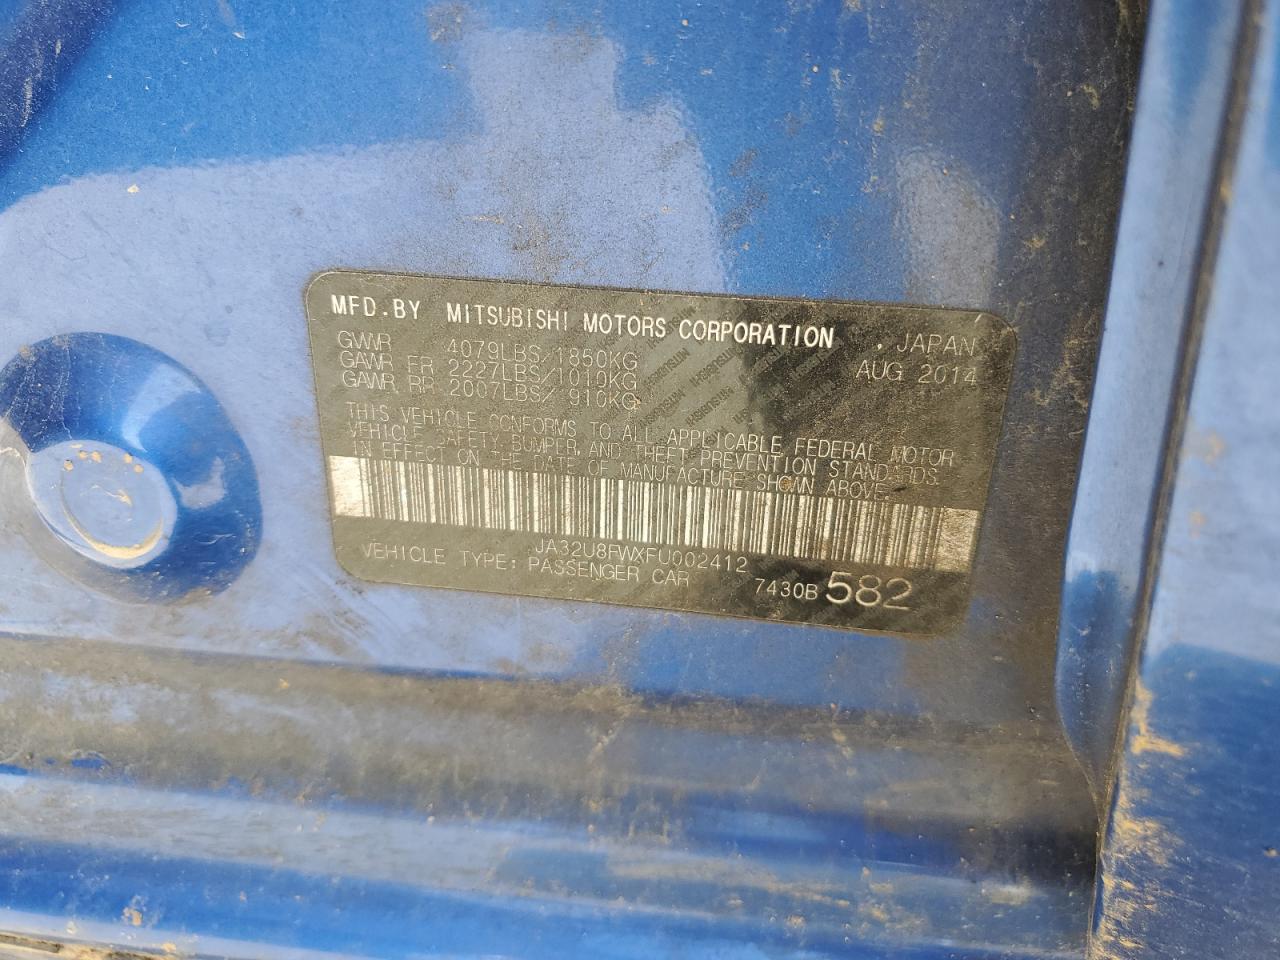 MFD.BY MITSUBISHI MOTORS CORPORATION , JAPAN
GWVR 4079LBS/1850KG AUG 2014
GAWR FR 2227LBS/1010KG
GAWR RR 2007LBS/ 910KG
THIS VEHICLE CONFORMS TO ALL APPLICABLE FEDERAL MOTOR
VEHICLE SAFETY, BUMPER, AND THEFT PREVENTION STANDARDS
IN EFFECT ON THE DATE OF MANUFACTURE SHOWN ABOVE.
JA32U8FWXFU002412
VEHICLE TYPE: PASSENGER CAR
7430B 582